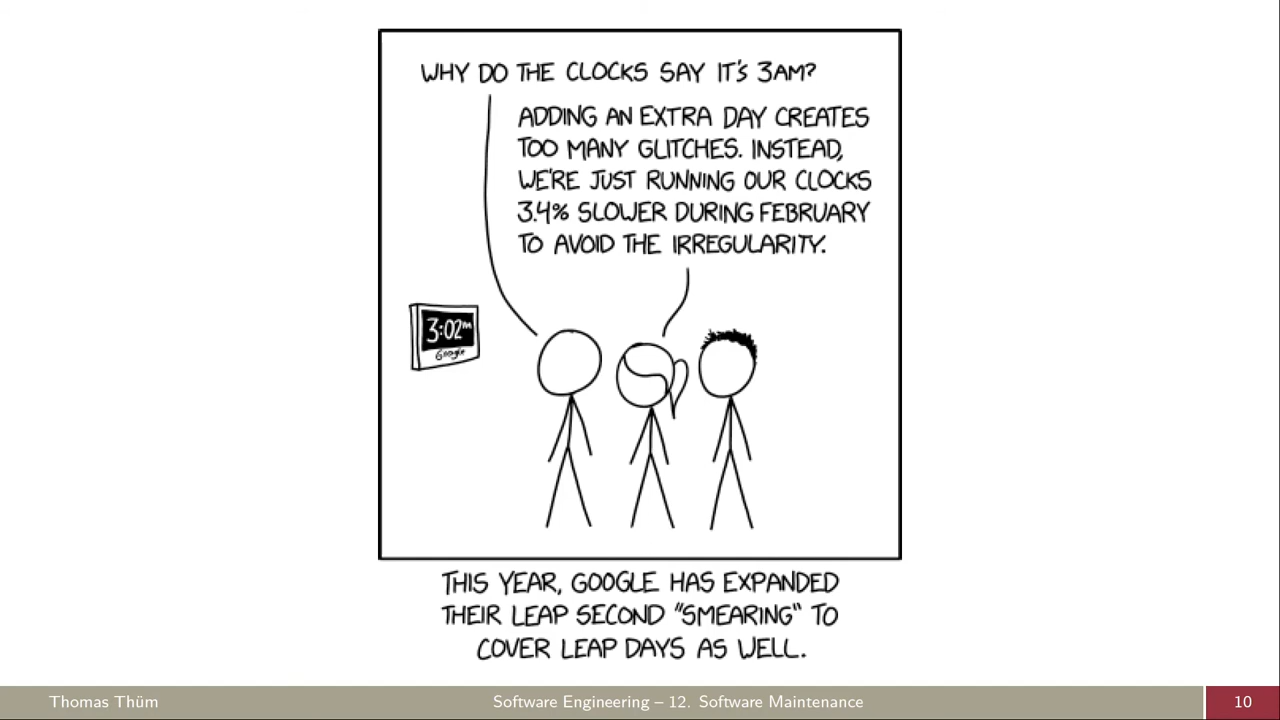 WHY DO THE CLOCKS SAY IT'S 3AM?
ADDING AN EXTRA DAY CREATES
TOO MANY GLITCHES. INSTEAD,
WE'RE JUST RUNNING OUR CLOCKS
3.4% SLOWER DURING FEBRUARY
TO AVOID THE IRREGULARITY.
3:02am
Google
THIS YEAR, GOOGLE HAS EXPANDED
THEIR LEAP SECOND "SMEARING" TO
COVER LEAP DAYS AS WELL.
Thomas Thüm
Software Engineering – 12. Software Maintenance
10